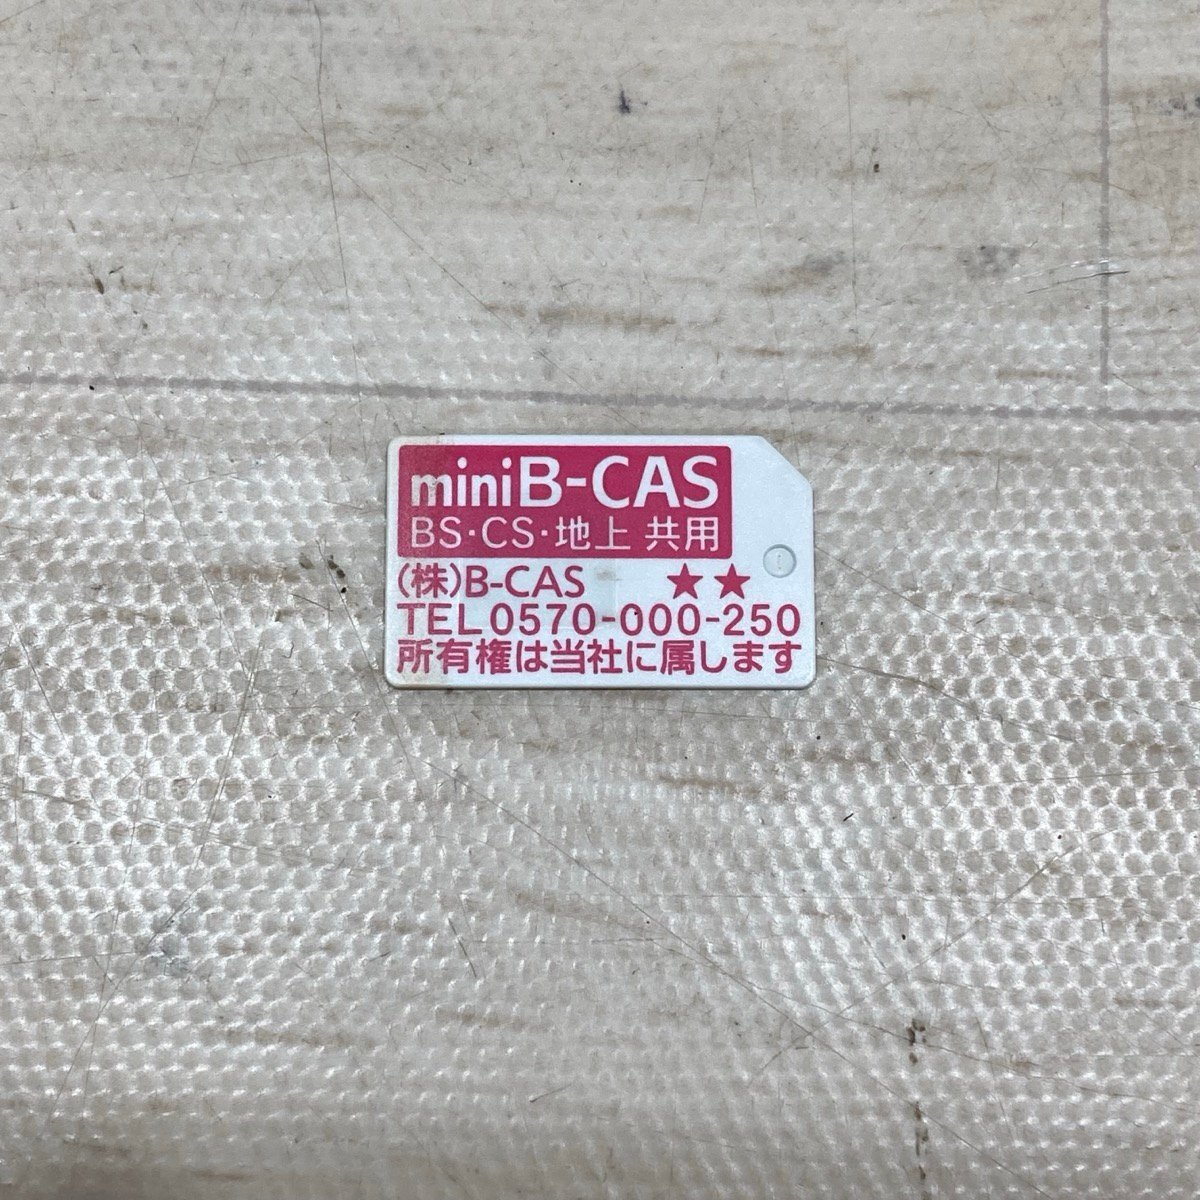 miniB-CAS
BS・CS・地上 共用
(株)B-CAS ★★
TEL 0570-000-250
所有権は当社に属します